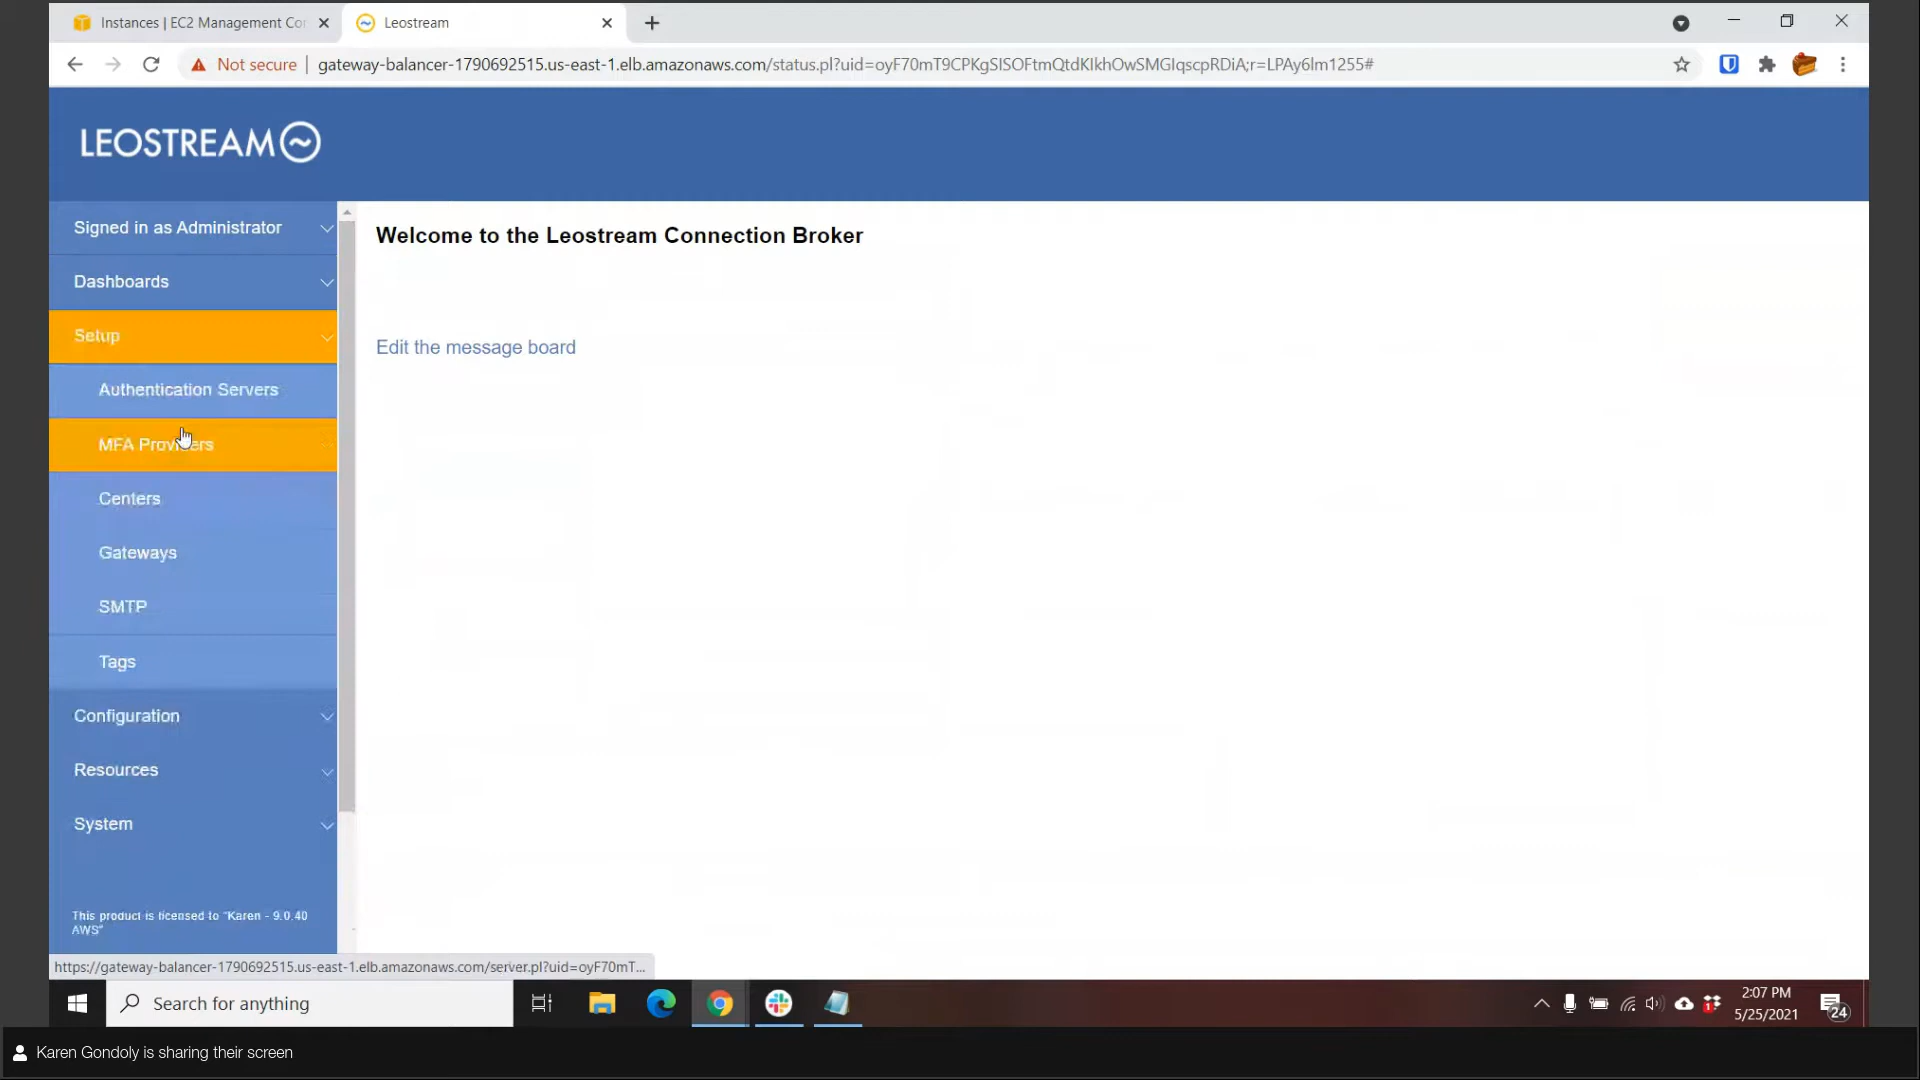 Instances | EC2 Management Cor
Leostream
Not secure
gateway-balancer-1790692515.us-east-1.elb.amazonaws.com/status.pl?uid=oyF70mT9CPKgSISOFtmQtdKIkhOwSMGIqscpRDiA;r=LPAy6lm1255#
LEOSTREAM
Signed in as Administrator
Dashboards
Setup
Authentication Servers
MFA Providers
Centers
Gateways
SMTP
Tags
Configuration
Resources
System
This product is licensed to "Karen - 9.0.40
AWS"
Welcome to the Leostream Connection Broker
Edit the message board
https://gateway-balancer-1790692515.us-east-1.elb.amazonaws.com/server.pl?uid=oyF70mT...
Search for anything
2:07 PM
5/25/2021
24
Karen Gondoly is sharing their screen